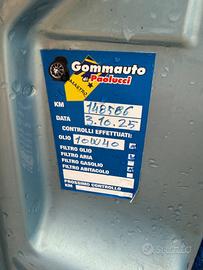 Gommauto
di Paolucci
KM 148586
DATA 3.10.25
CONTROLLI EFFETTUATI:
OLIO 10W40
FILTRO OLIO
FILTRO ARIA
FILTRO GASOLIO
FILTRO ABITACOLO
PROSSIMO CONTROLLO
KM
subito